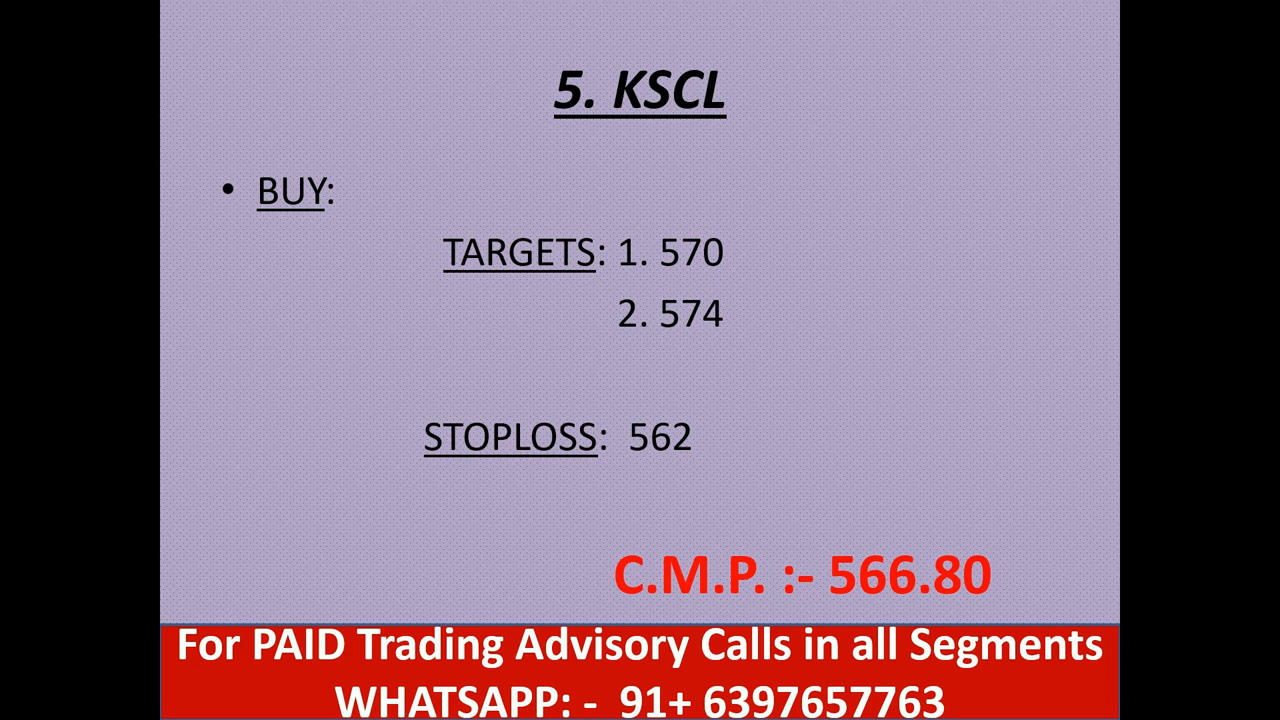 5. KSCL
• BUY:
TARGETS: 1. 570
2. 574
STOPLOSS: 562
C.M.P. :- 566.80
For PAID Trading Advisory Calls in all Segments
WHATSAPP: - 91+ 6397657763